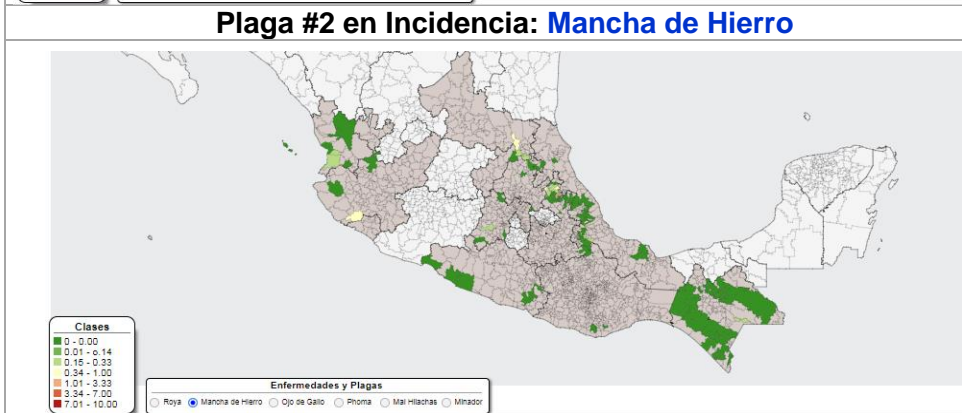 Plaga #2 en Incidencia: Mancha de Hierro
Clases
0 - 0.00
0.01 - 0.14
0.15 - 0.33
0.34 - 1.00
1.01 - 3.33
3.34 - 7.00
7.01 - 10.00
Enfermedades y Plagas
Roya Mancha de Hierro Ojo de Gallo Phoma Mal Hilachas Minador